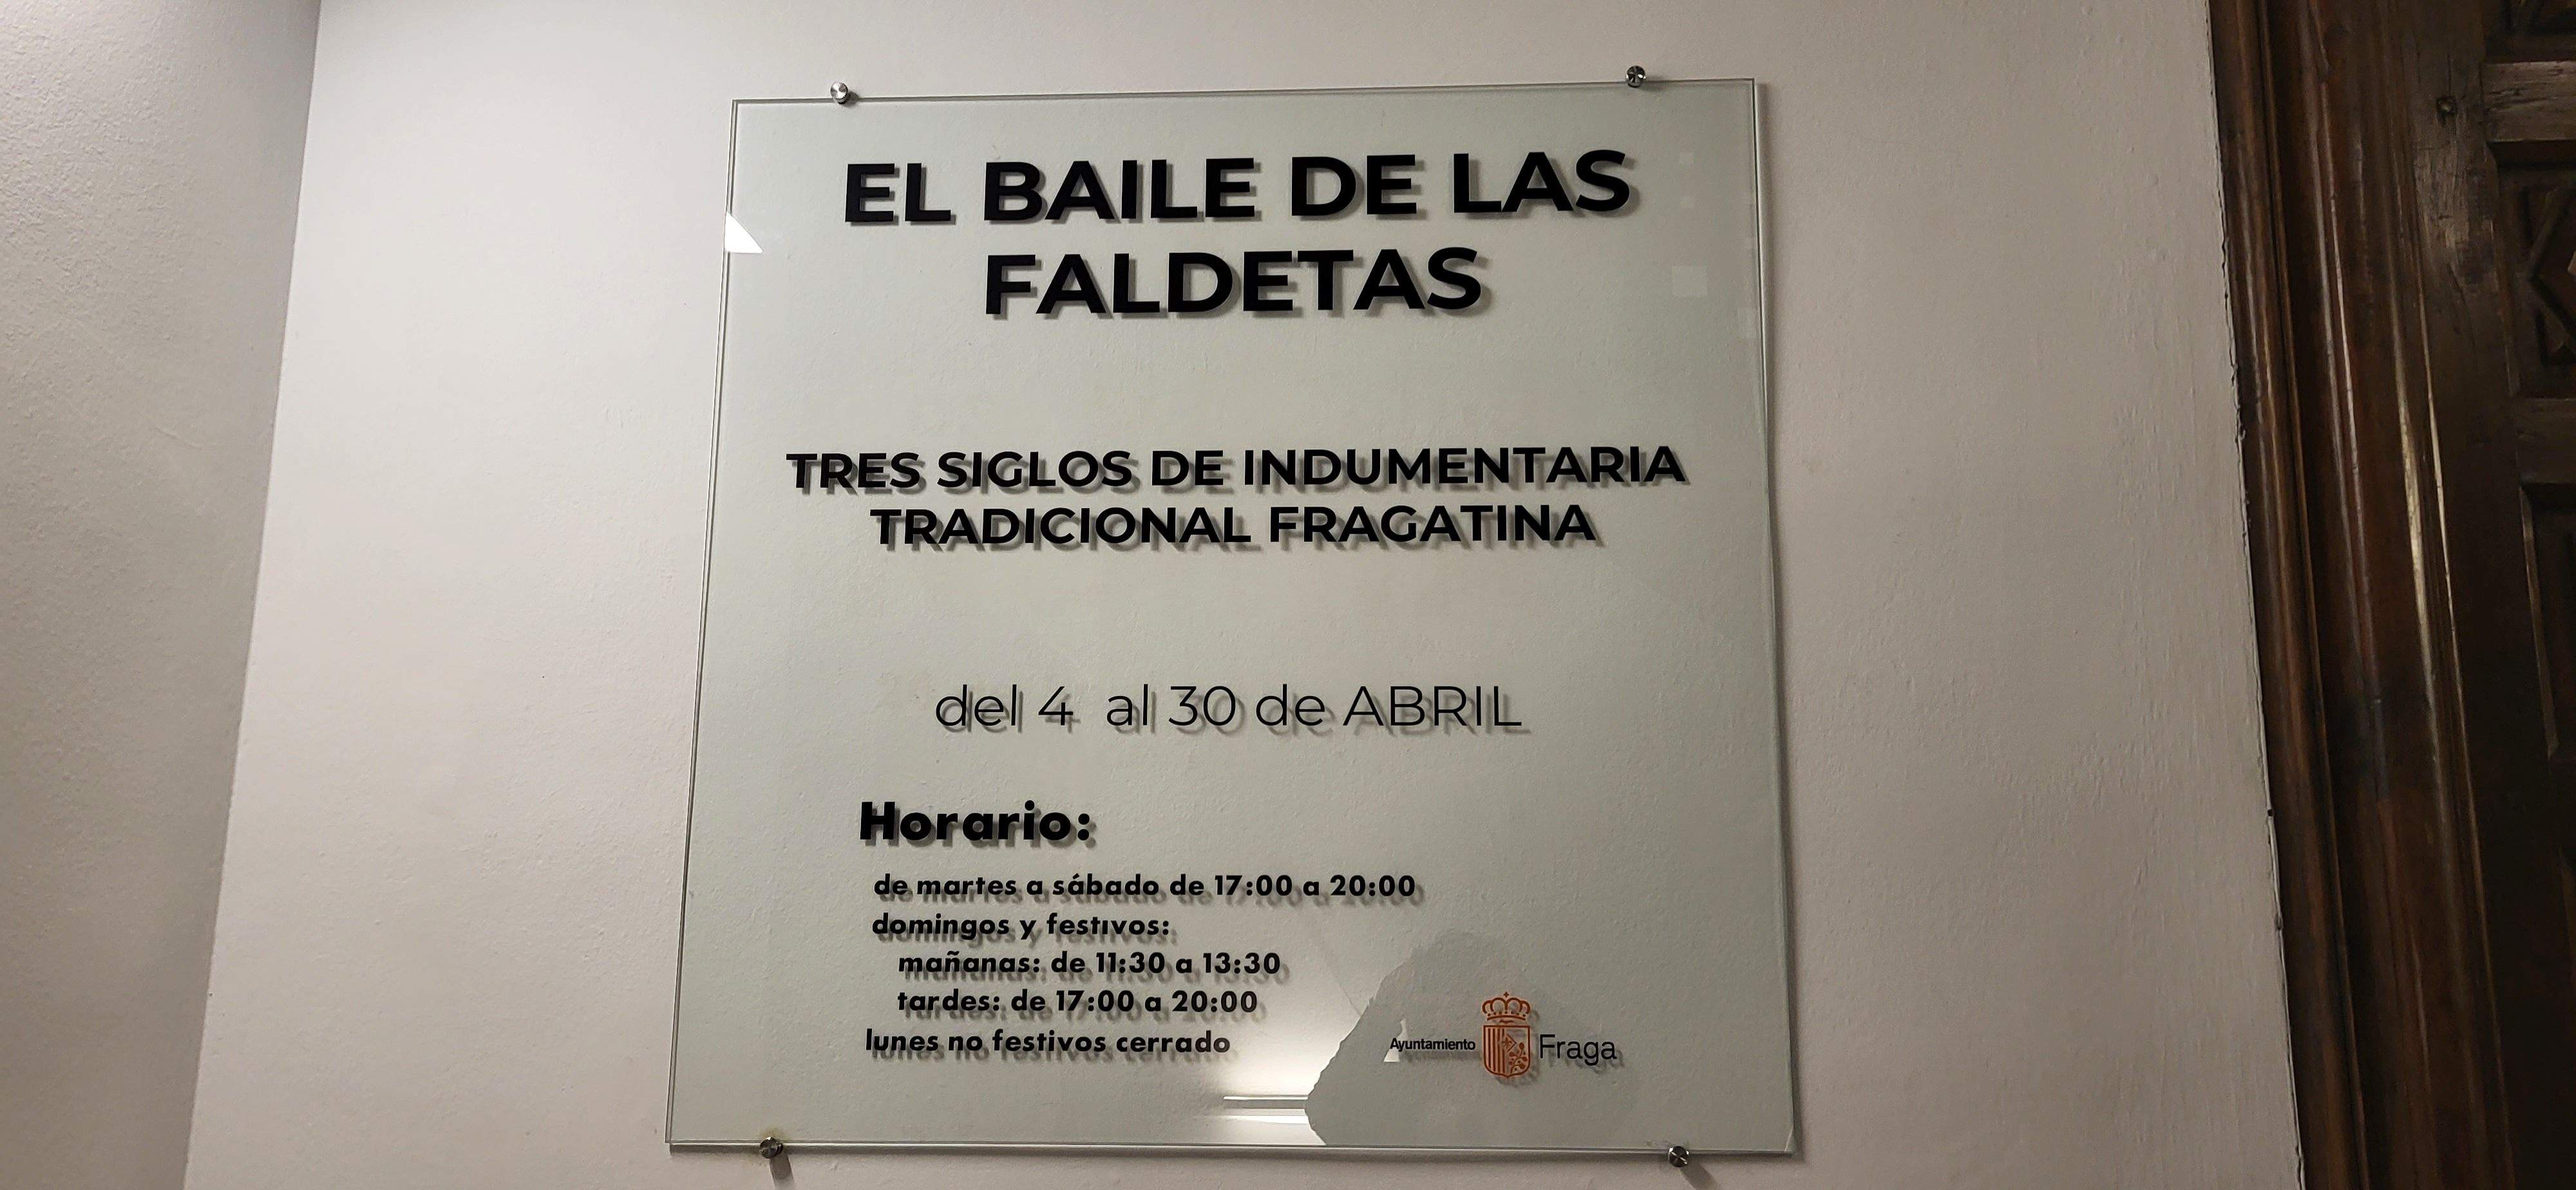 EL BAILE DE LAS
FALDETAS
TRES SIGLOS DE INDUMENTARIA
TRADICIONAL FRAGATINA
del 4 al 30 de ABRIL
Horario:
de martes a sábado de 17:00 a 20:00
domingos y festivos:
mañanas: de 11:30 a 13:30
tardes: de 17:00 a 20:00
lunes no festivos cerrado
Ayuntamiento Fraga